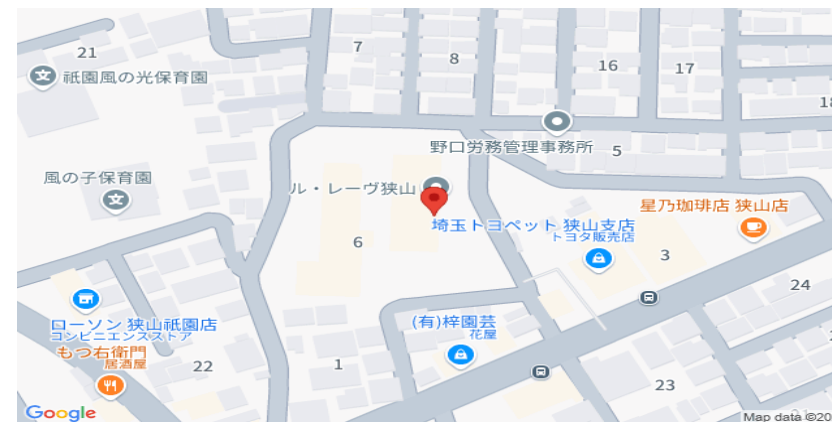 21
7
8
16
17
祇園風の光保育園
18
野口労務管理事務所
5
風の子保育園
ル・レーヴ狭山
星乃珈琲店 狭山店
埼玉トヨペット 狭山支店
トヨタ販売店
6
3
24
ローソン 狭山祇園店
コンビニエンスストア
(有)梓園芸
花屋
もつ右衛門
居酒屋
22
1
23
Google
Map data ©20